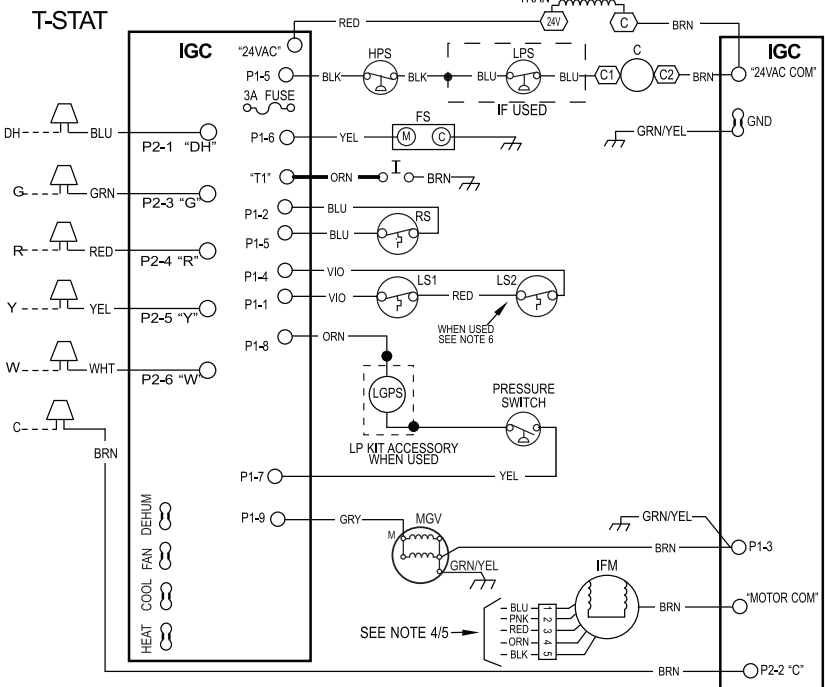 TRAN
T-STAT
RED
24V
C
BRN
IGC
"24VAC"
HPS
LPS
C
IGC
P1-5
BLK
BLK
BLU
BLU
C1
C2
BRN
"24VAC COM"
3A FUSE
IF USED
FS
GND
DH
BLU
P2-1 "DH"
P1-6
YEL
M
C
GRN/YEL
"T1"
ORN
I
BRN
G
GRN
P2-3 "G"
P1-2
BLU
RS
P1-5
BLU
R
RED
P2-4 "R"
P1-4
VIO
LS1
LS2
P1-1
VIO
RED
Y
YEL
P2-5 "Y"
WHEN USED
SEE NOTE 6
P1-8
ORN
W
WHT
P2-6 "W"
LGPS
PRESSURE
SWITCH
C
BRN
LP KIT ACCESSORY
WHEN USED
P1-7
YEL
DEHUM
P1-9
GRY
MGV
M
GRN/YEL
BRN
P1-3
FAN
GRN/YEL
IFM
COOL
BLU
1
PNK
2
RED
3
ORN
4
BLK
5
BRN
"MOTOR COM"
SEE NOTE 4/5
HEAT
BRN
P2-2 "C"